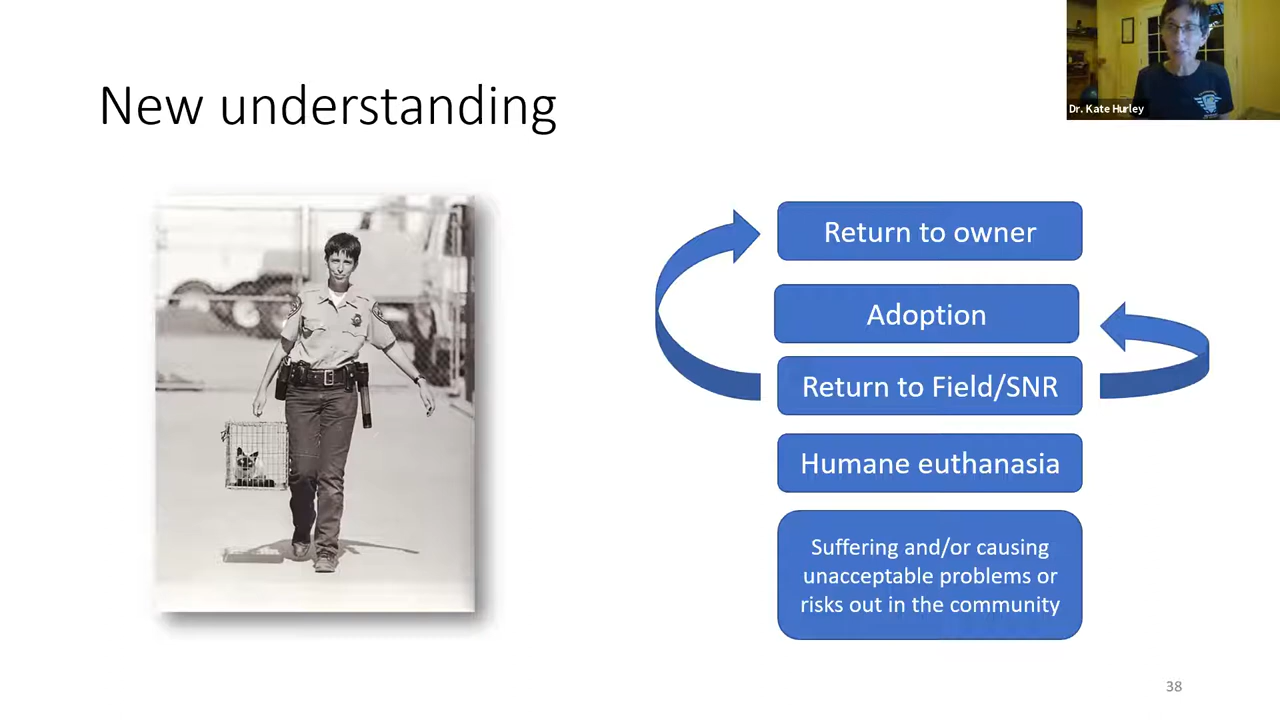 Dr. Kate Hurley
New understanding
Return to owner
Adoption
Return to Field/SNR
Humane euthanasia
Suffering and/or causing
unacceptable problems or
risks out in the community
38